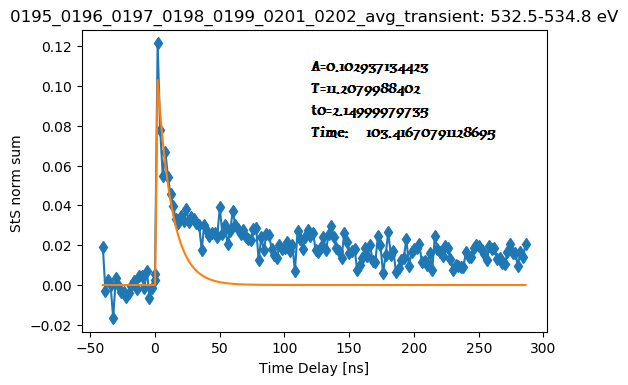 0195_0196_0197_0198_0199_0201_0202_avg_transient: 532.5-534.8 eV
0.12
0.10
0.08
0.06
0.04
0.02
0.00
−0.02
StS norm sum
A=0.102937134423
T=11.2079988402
t0=2.14999979735
Time: 103.41670791128695
−50
0
50
100
150
200
250
300
Time Delay [ns]